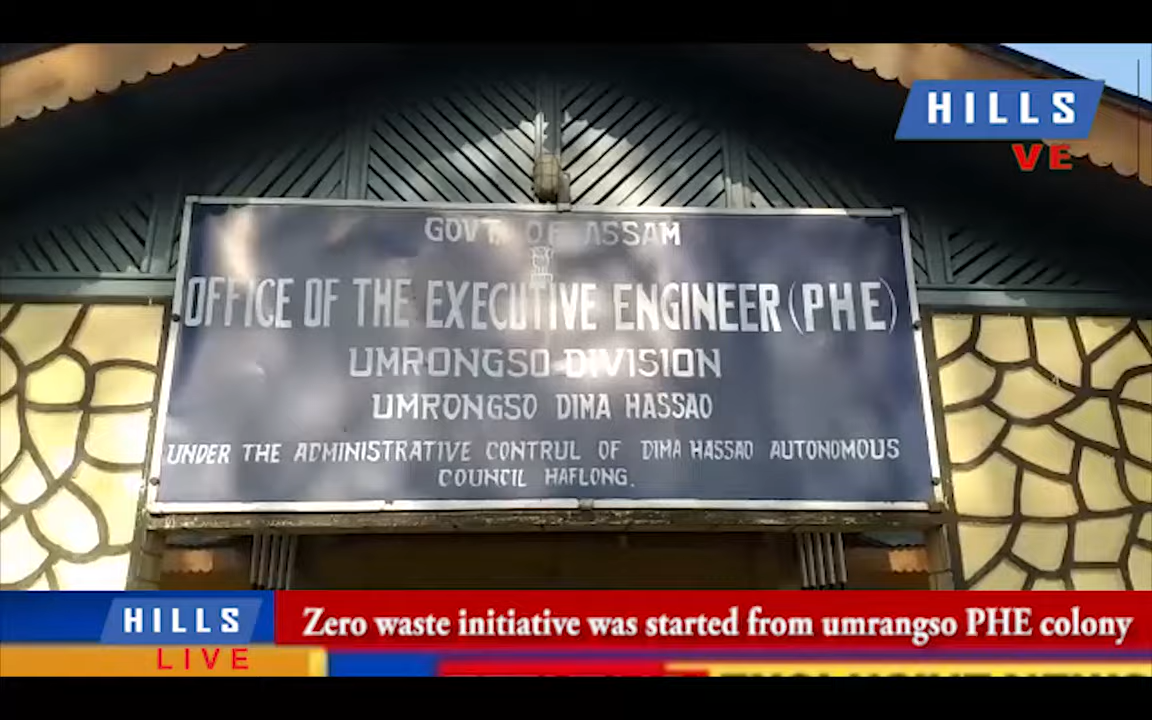 HILLS
VE
GOVT. OF ASSAM
OFFICE OF THE EXECUTIVE ENGINEER (PHE)
UMRONGSO DIVISION
UMRONGSO DIMA HASSAO
UNDER THE ADMINISTRATIVE CONTRUL OF DIMA HASSAO AUTONOMOUS
COUNCIL HAFLONG.
HILLS
LIVE
Zero waste initiative was started from umrangso PHE colony